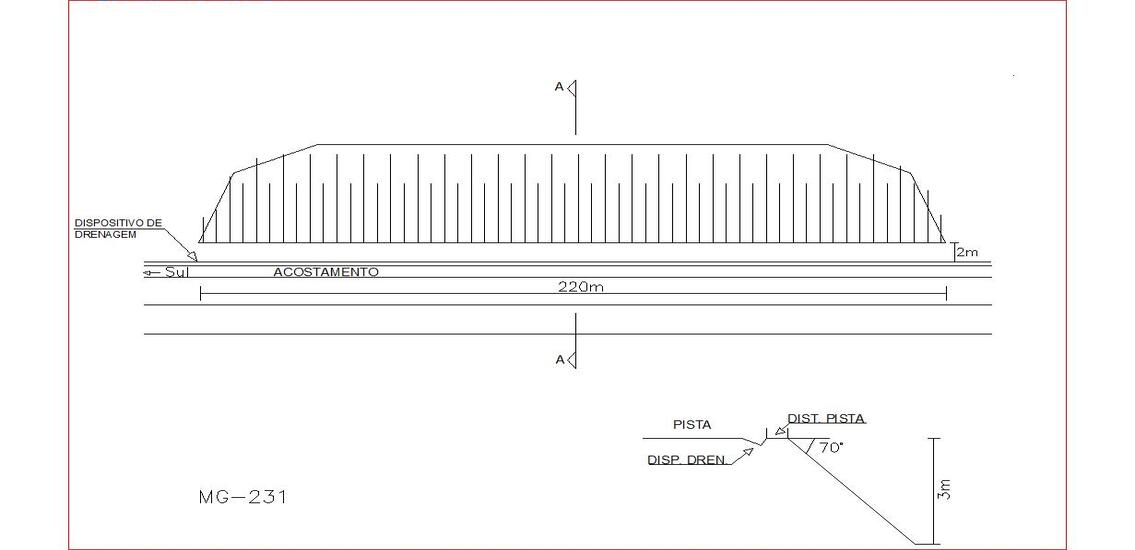 A
DISPOSITIVO DE
DRENAGEM
2m
Sul
ACOSTAMENTO
220m
A
PISTA
DIST. PISTA
70°
DISP. DREN.
3m
MG-231